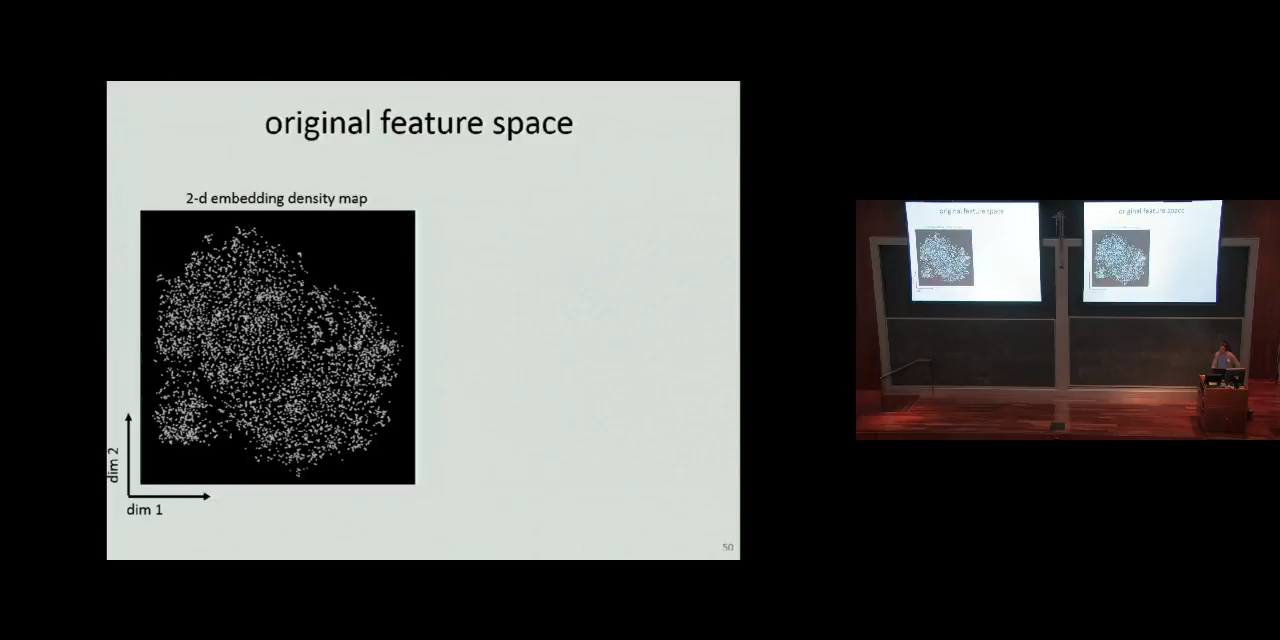 original feature space
2-d embedding density map
dim 2
dim 1
50
original feature space
original feature space